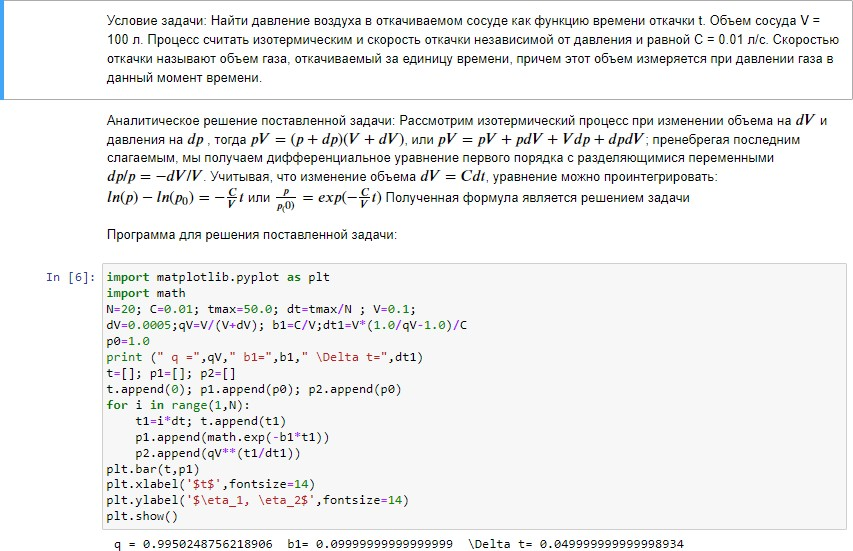 Условие задачи: Найти давление воздуха в откачиваемом сосуде как функцию времени откачки t. Объем сосуда V =
100 л. Процесс считать изотермическим и скорость откачки независимой от давления и равной C = 0.01 л/с. Скоростью
откачки называют объем газа, откачиваемый за единицу времени, причем этот объем измеряется при давлении газа в
данный момент времени.
Аналитическое решение поставленной задачи: Рассмотрим изотермический процесс при изменении объема на dV и
давления на dp , тогда pV = (p + dp)(V + dV), или pV = pV + pdV + Vdp + dpdV; пренебрегая последним
слагаемым, мы получаем дифференциальное уравнение первого порядка с разделяющимися переменными
dp/p = −dV/V. Учитывая, что изменение объема dV = Cdt, уравнение можно проинтегрировать:
ln(p) − ln(p₀) = −C/V t или p/p(0) = exp(−C/V t) Полученная формула является решением задачи
Программа для решения поставленной задачи:
In [6]: import matplotlib.pyplot as plt
import math
N=20; C=0.01; tmax=50.0; dt=tmax/N ; V=0.1;
dV=0.0005;qV=V/(V+dV); b1=C/V;dt1=V*(1.0/qV-1.0)/C
p0=1.0
print (" q =",qV," b1=",b1," \Delta t=",dt1)
t=[]; p1=[]; p2=[]
t.append(0); p1.append(p0); p2.append(p0)
for i in range(1,N):
    t1=i*dt; t.append(t1)
    p1.append(math.exp(-b1*t1))
    p2.append(qV**(t1/dt1))
plt.bar(t,p1)
plt.xlabel('$t$',fontsize=14)
plt.ylabel('$\eta_1, \eta_2$',fontsize=14)
plt.show()
q = 0.9950248756218906  b1= 0.09999999999999999  \Delta t= 0.049999999999998934